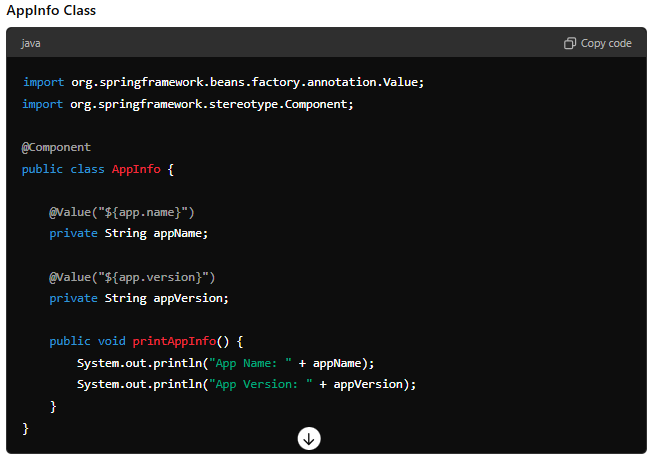 AppInfo Class
java
Copy code
import org.springframework.beans.factory.annotation.Value;
import org.springframework.stereotype.Component;
@Component
public class AppInfo {
@Value("${app.name}")
private String appName;
@Value("${app.version}")
private String appVersion;
public void printAppInfo() {
System.out.println("App Name: " + appName);
System.out.println("App Version: " + appVersion);
}
}